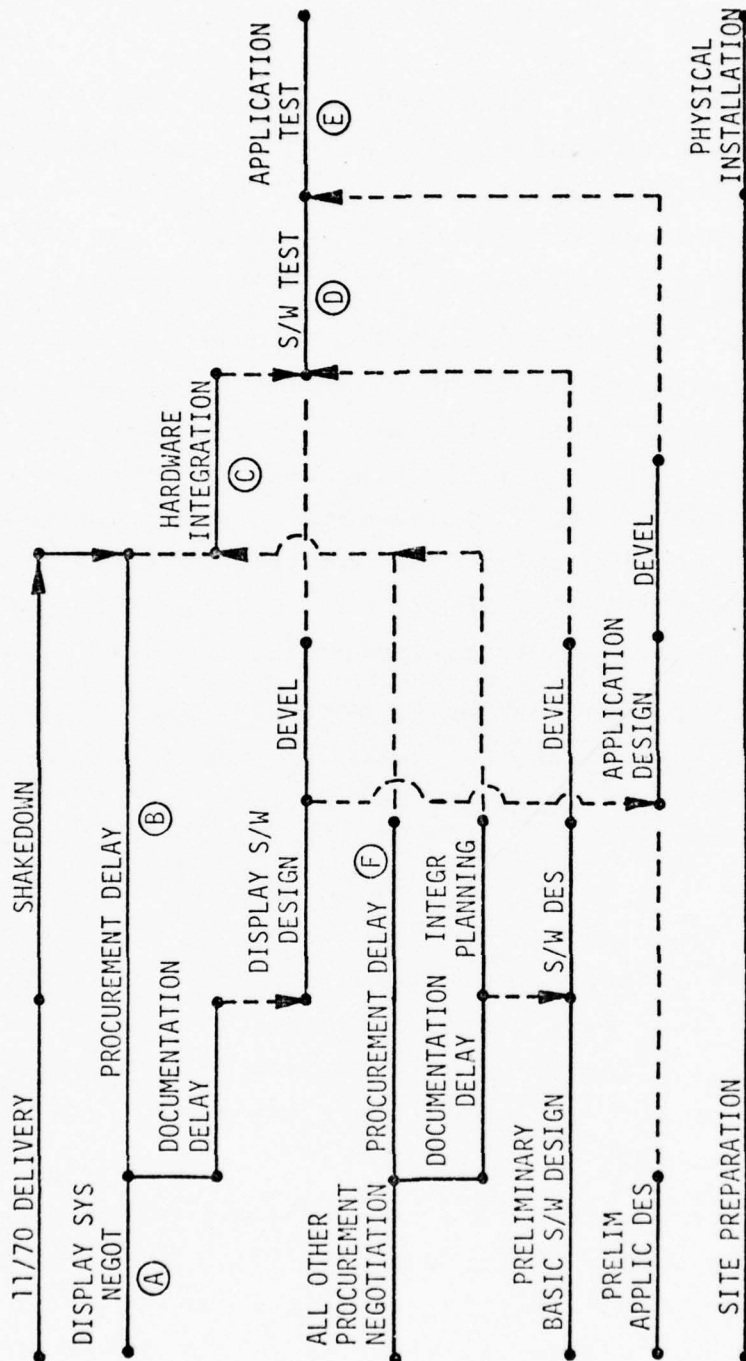 11/70 DELIVERY
SHAKEDOWN
DISPLAY SYS
NEGOT
A
PROCUREMENT DELAY
B
HARDWARE
INTEGRATION
C
DOCUMENTATION
DELAY
DISPLAY S/W
DESIGN
DEVEL
S/W TEST
D
APPLICATION
TEST
E
ALL OTHER
PROCUREMENT
NEGOTIATION
PROCUREMENT DELAY
F
DOCUMENTATION
DELAY
INTEGR
PLANNING
PRELIMINARY
BASIC S/W DESIGN
S/W DES
DEVEL
PRELIM
APPLIC DES
APPLICATION
DESIGN
DEVEL
SITE PREPARATION
PHYSICAL
INSTALLATION